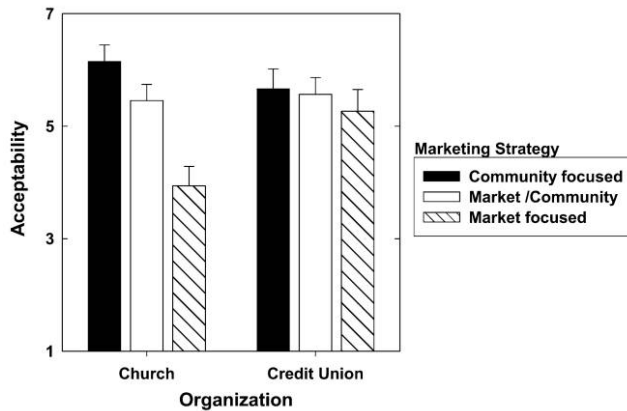 7
5
3
1
Acceptability
Church
Credit Union
Organization
Marketing Strategy
Community focused
Market /Community
Market focused